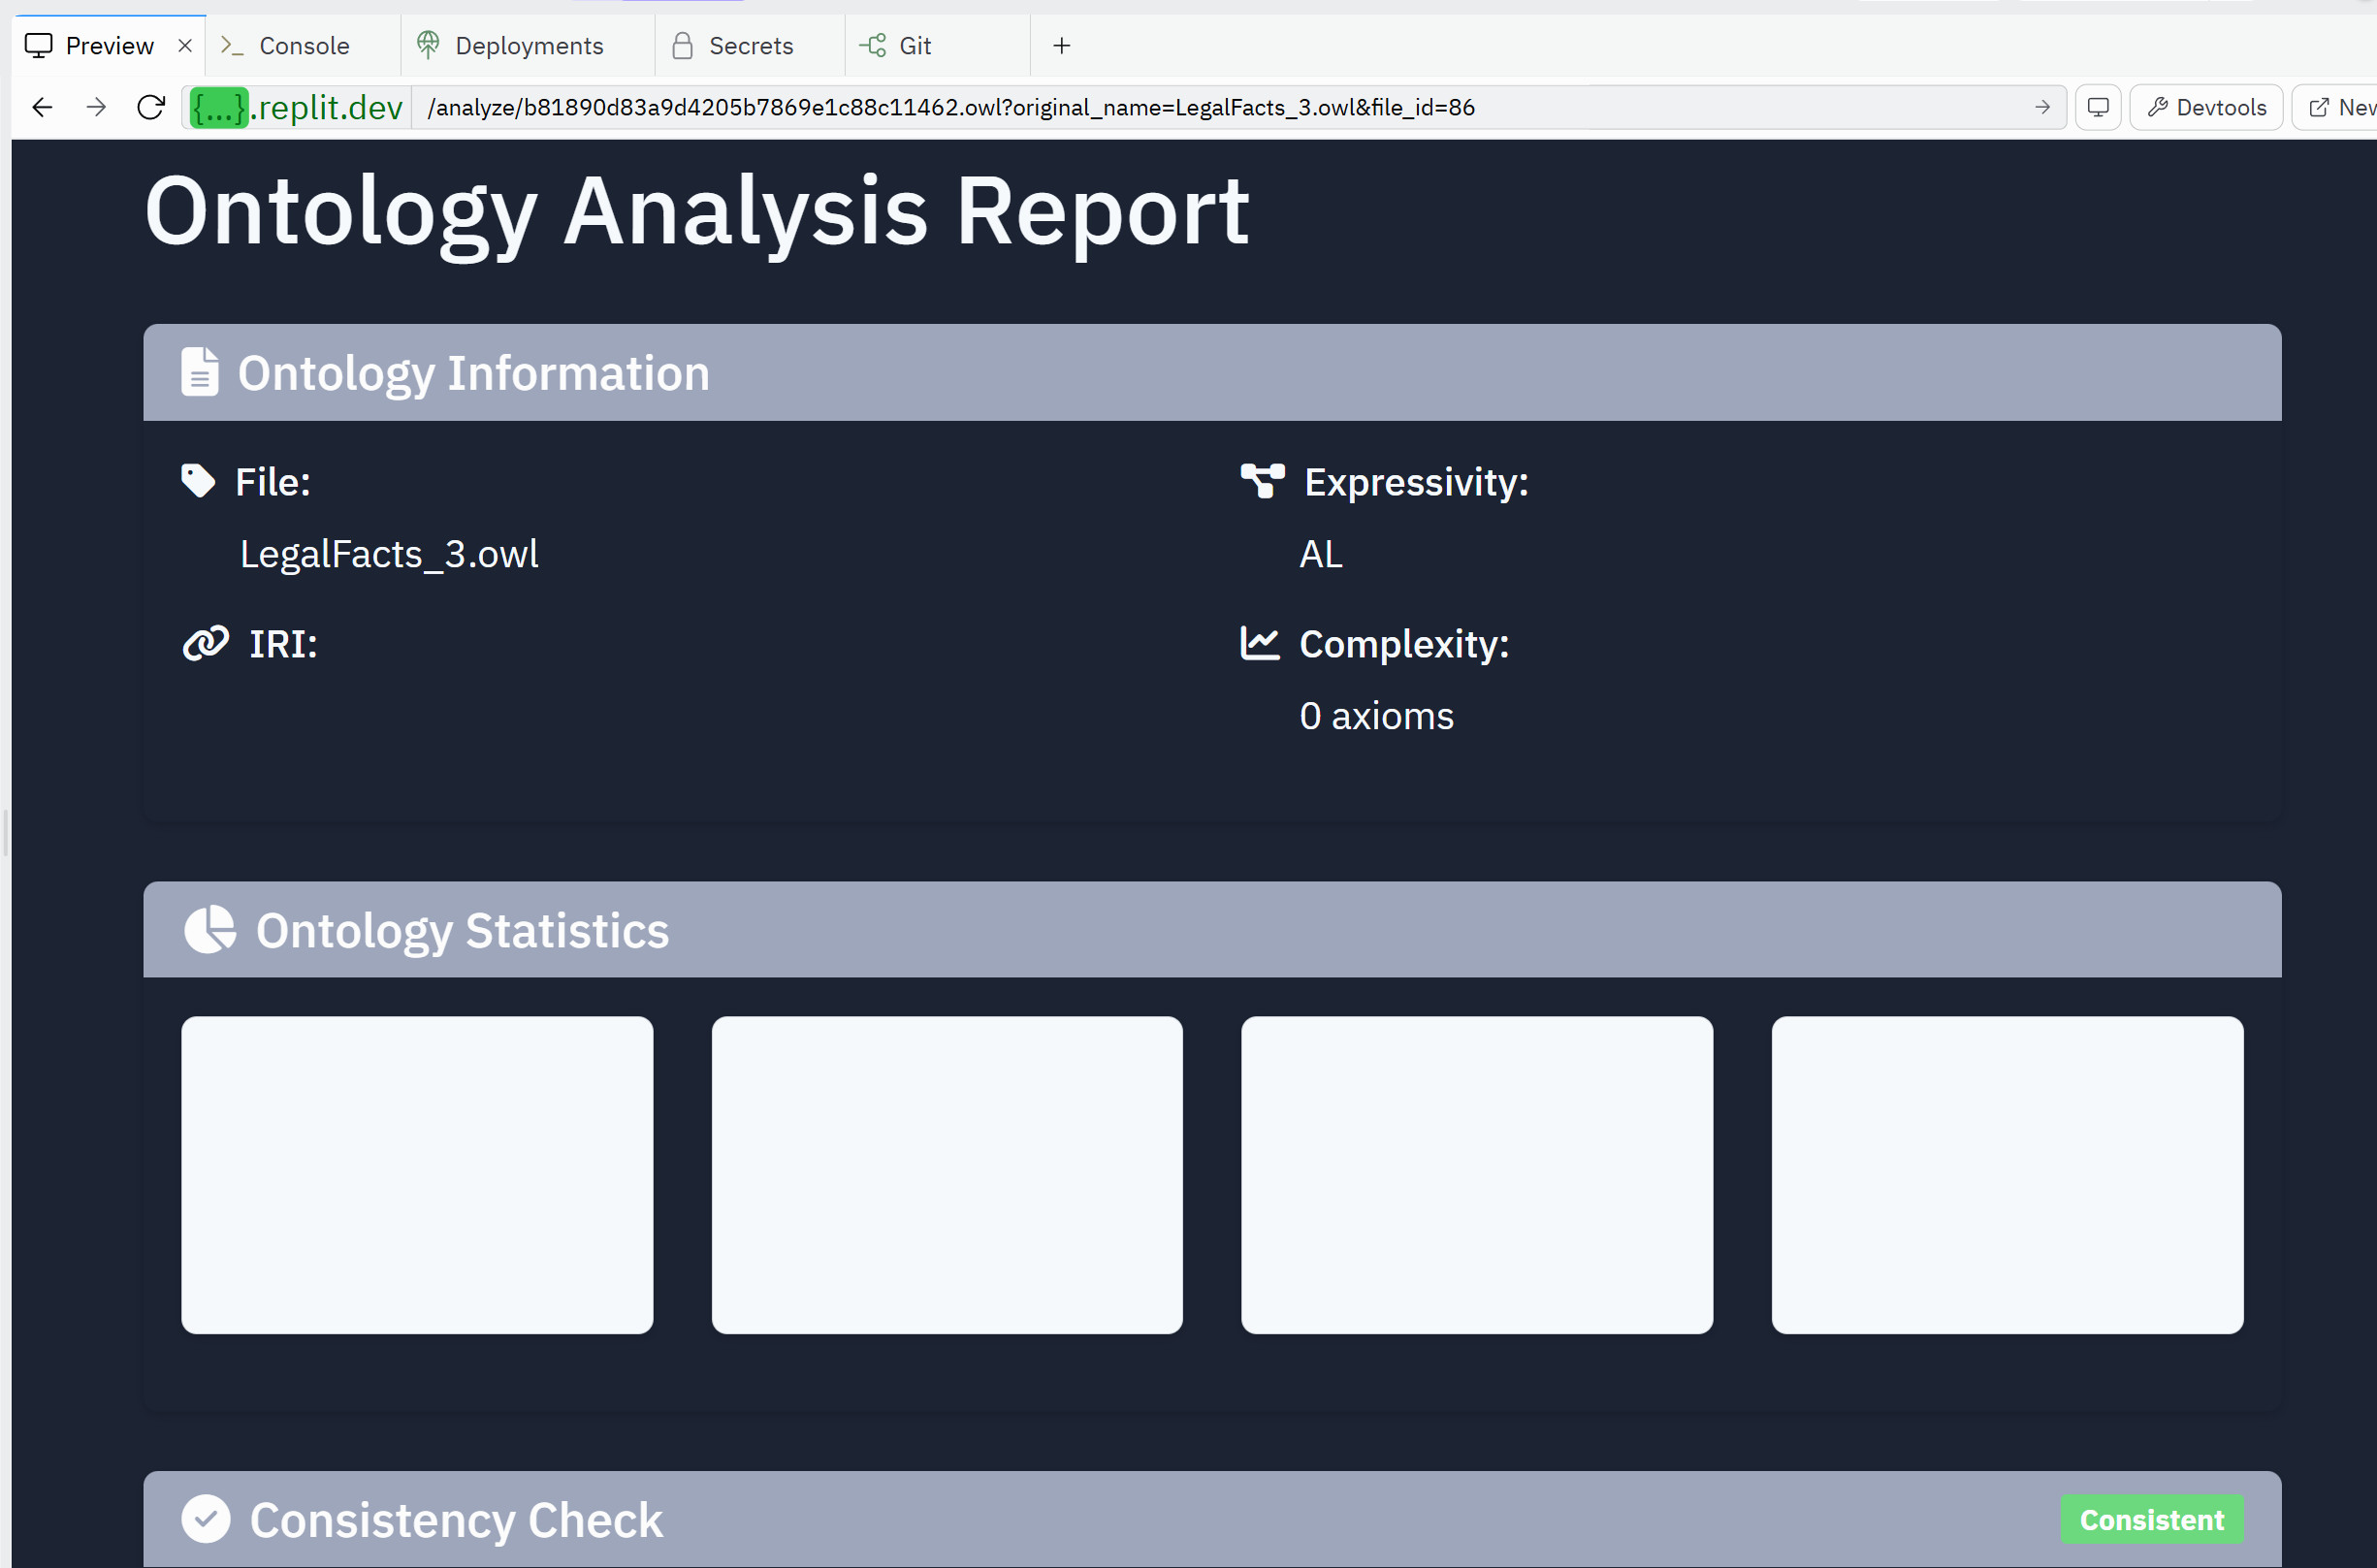 Preview
Console
Deployments
Secrets
Git
{...}.replit.dev
/analyze/b81890d83a9d4205b7869e1c88c11462.owl?original_name=LegalFacts_3.owl&file_id=86
Devtools
Ontology Analysis Report
Ontology Information
File:
LegalFacts_3.owl
Expressivity:
AL
IRI:
Complexity:
0 axioms
Ontology Statistics
Consistency Check
Consistent